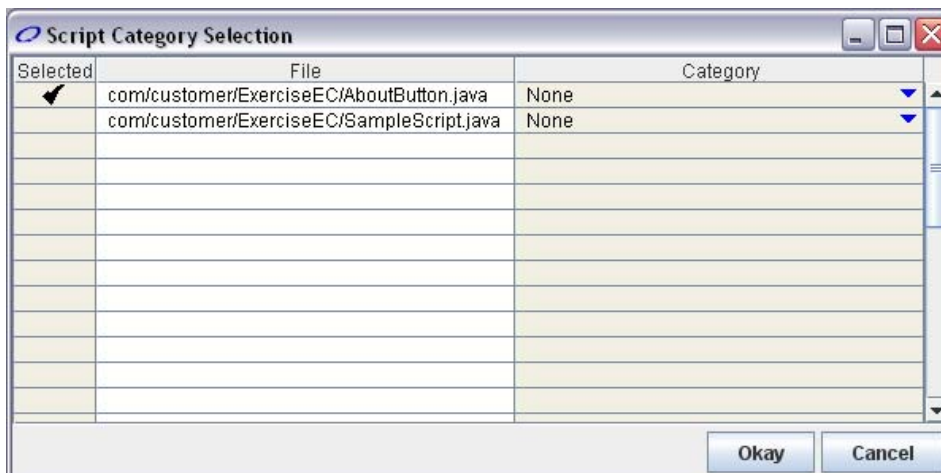 Script Category Selection
Selected File Category
com/customer/ExerciseEC/AboutButton.java None
com/customer/ExerciseEC/SampleScript.java None
Okay Cancel